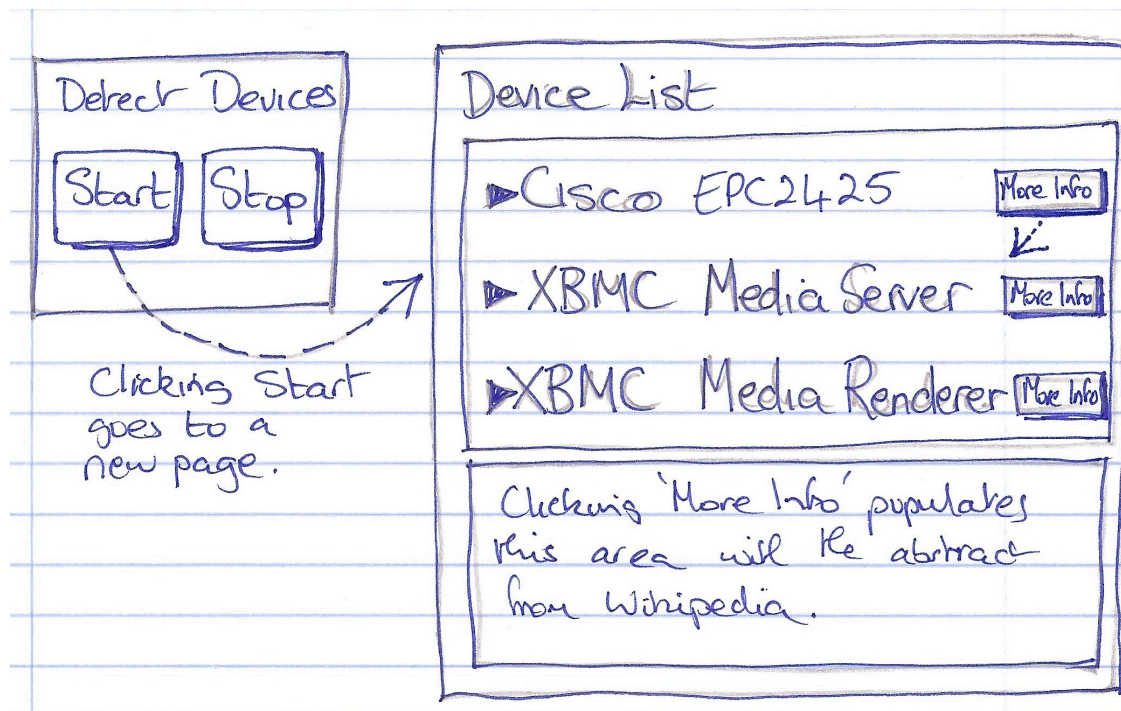 Detect Devices
Start
Stop
Clicking Start
goes to a
new page.
Device List
Cisco EPC2425
More Info
XBMC Media Server
More Info
XBMC Media Renderer
More Info
Clicking 'More Info' populates
this area with the abstract
from Wikipedia.